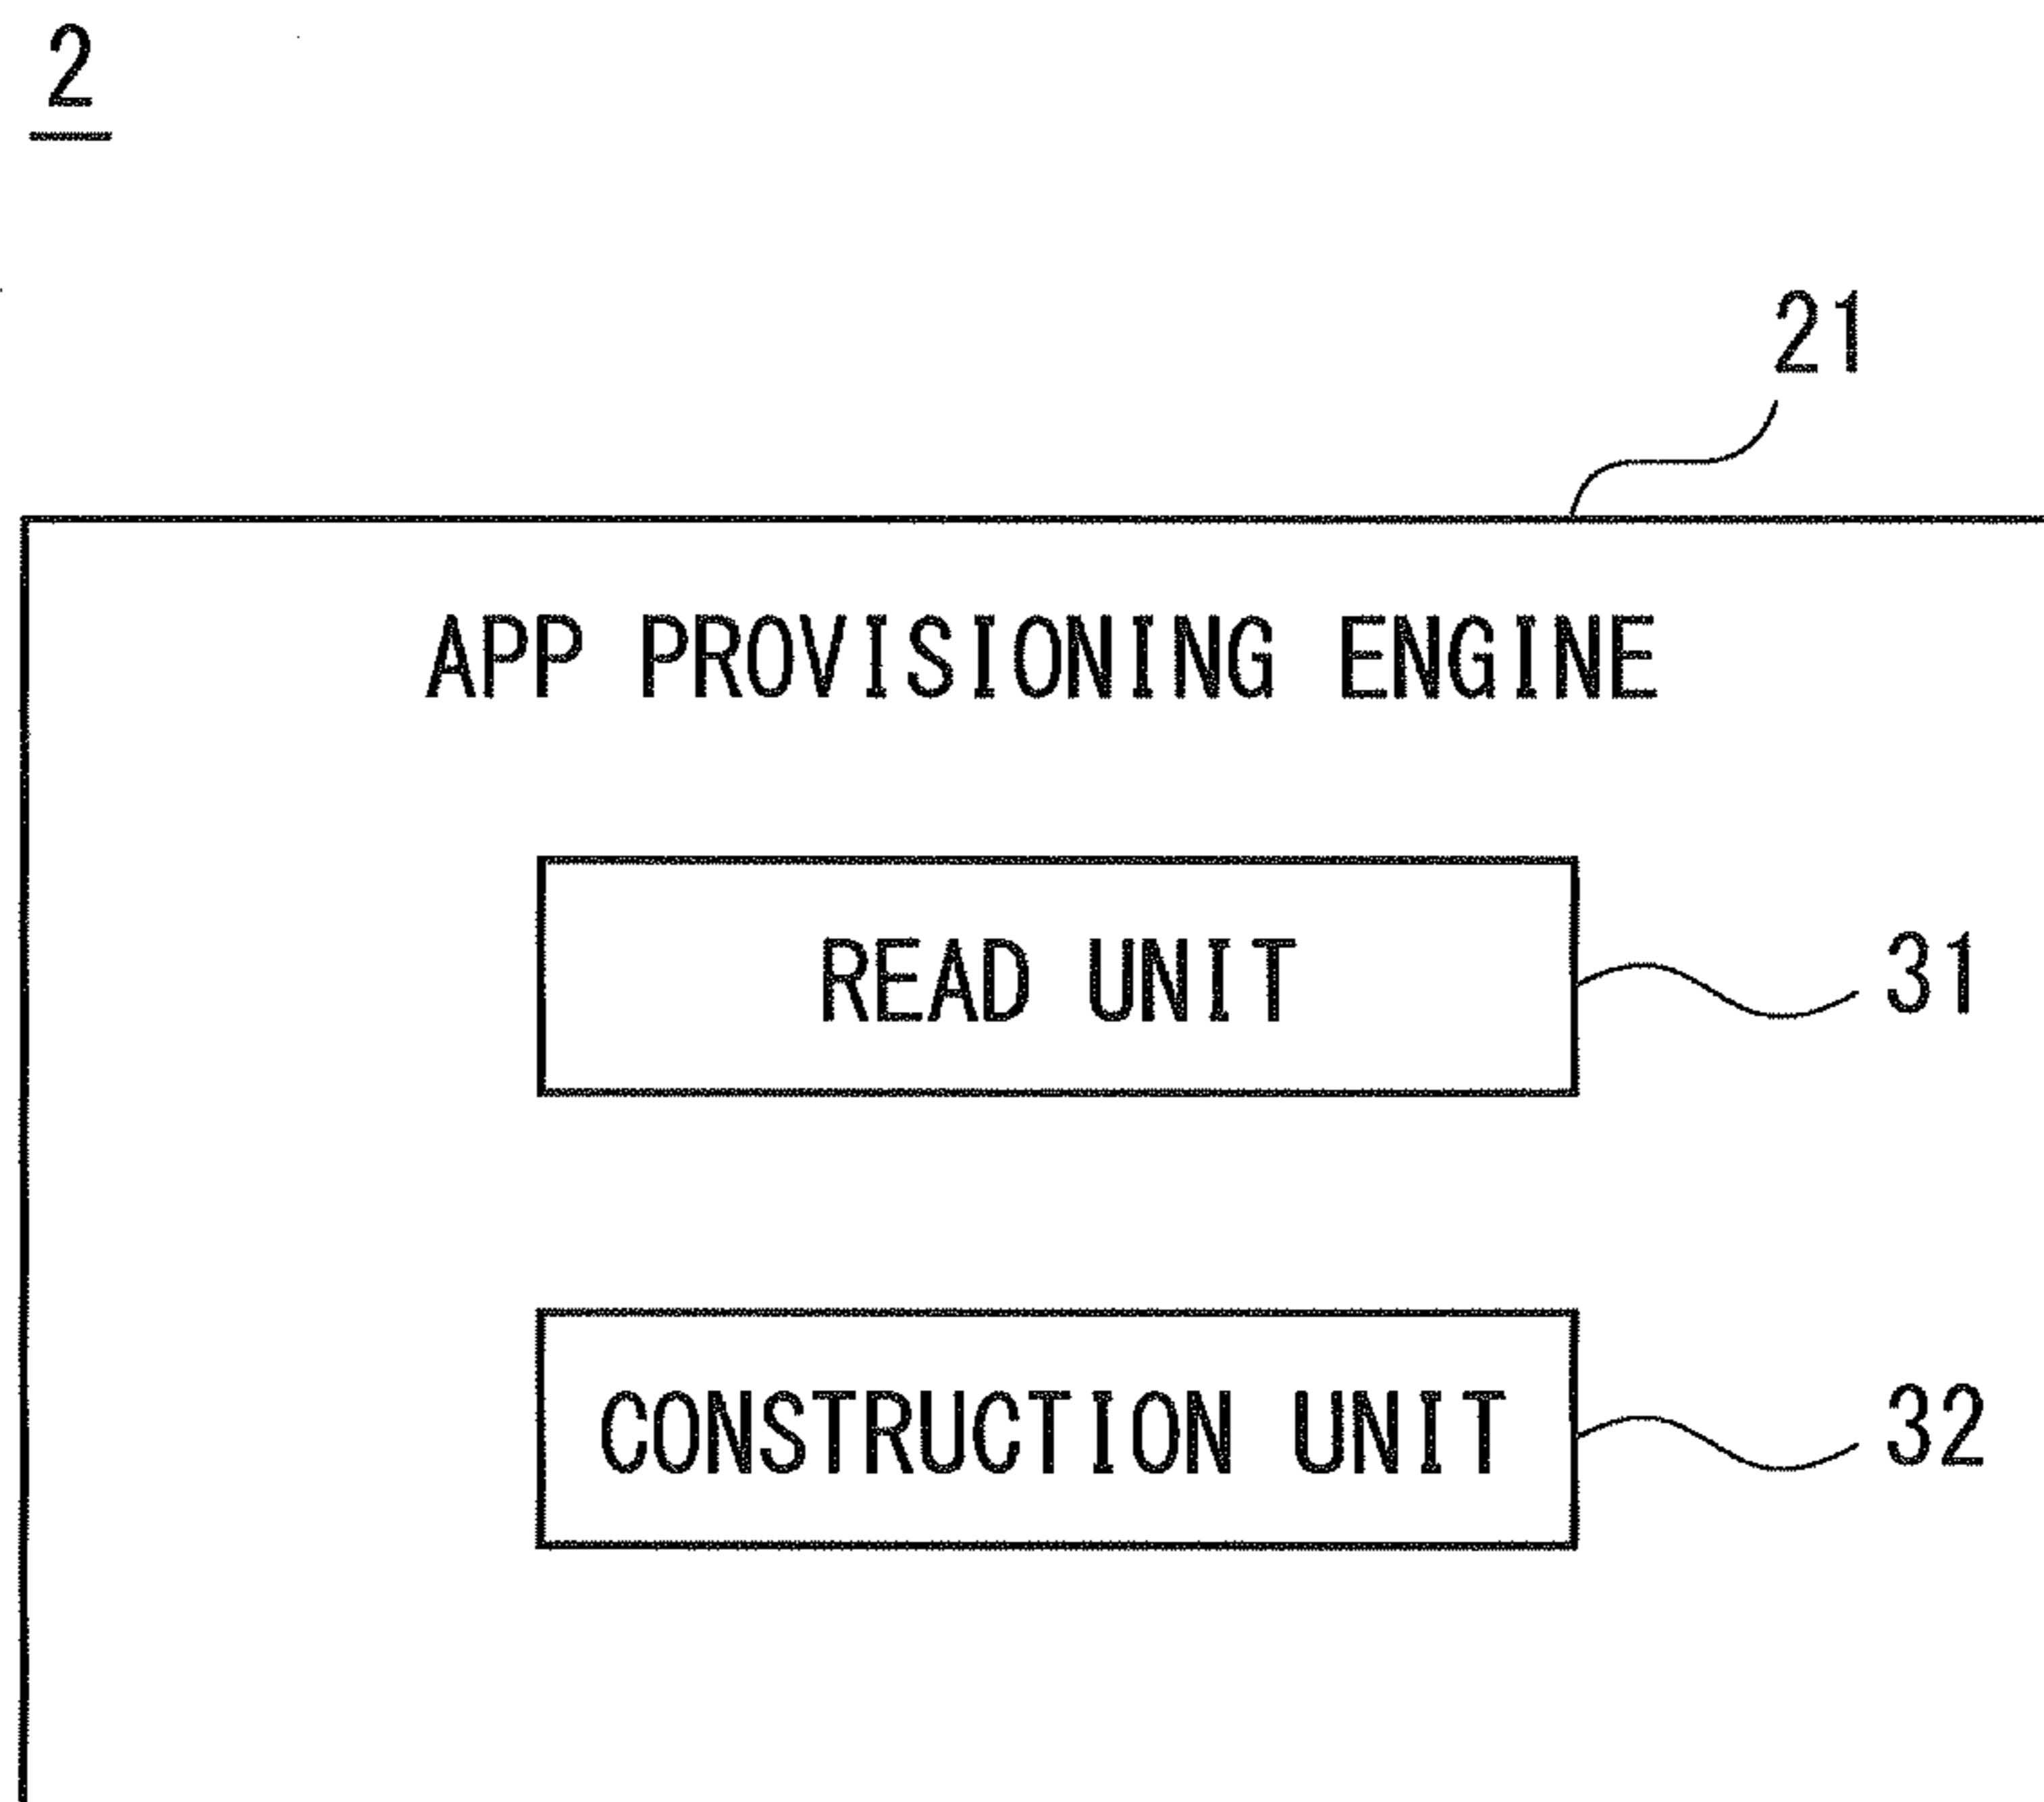 2
21
APP PROVISIONING ENGINE
READ UNIT
31
CONSTRUCTION UNIT
32